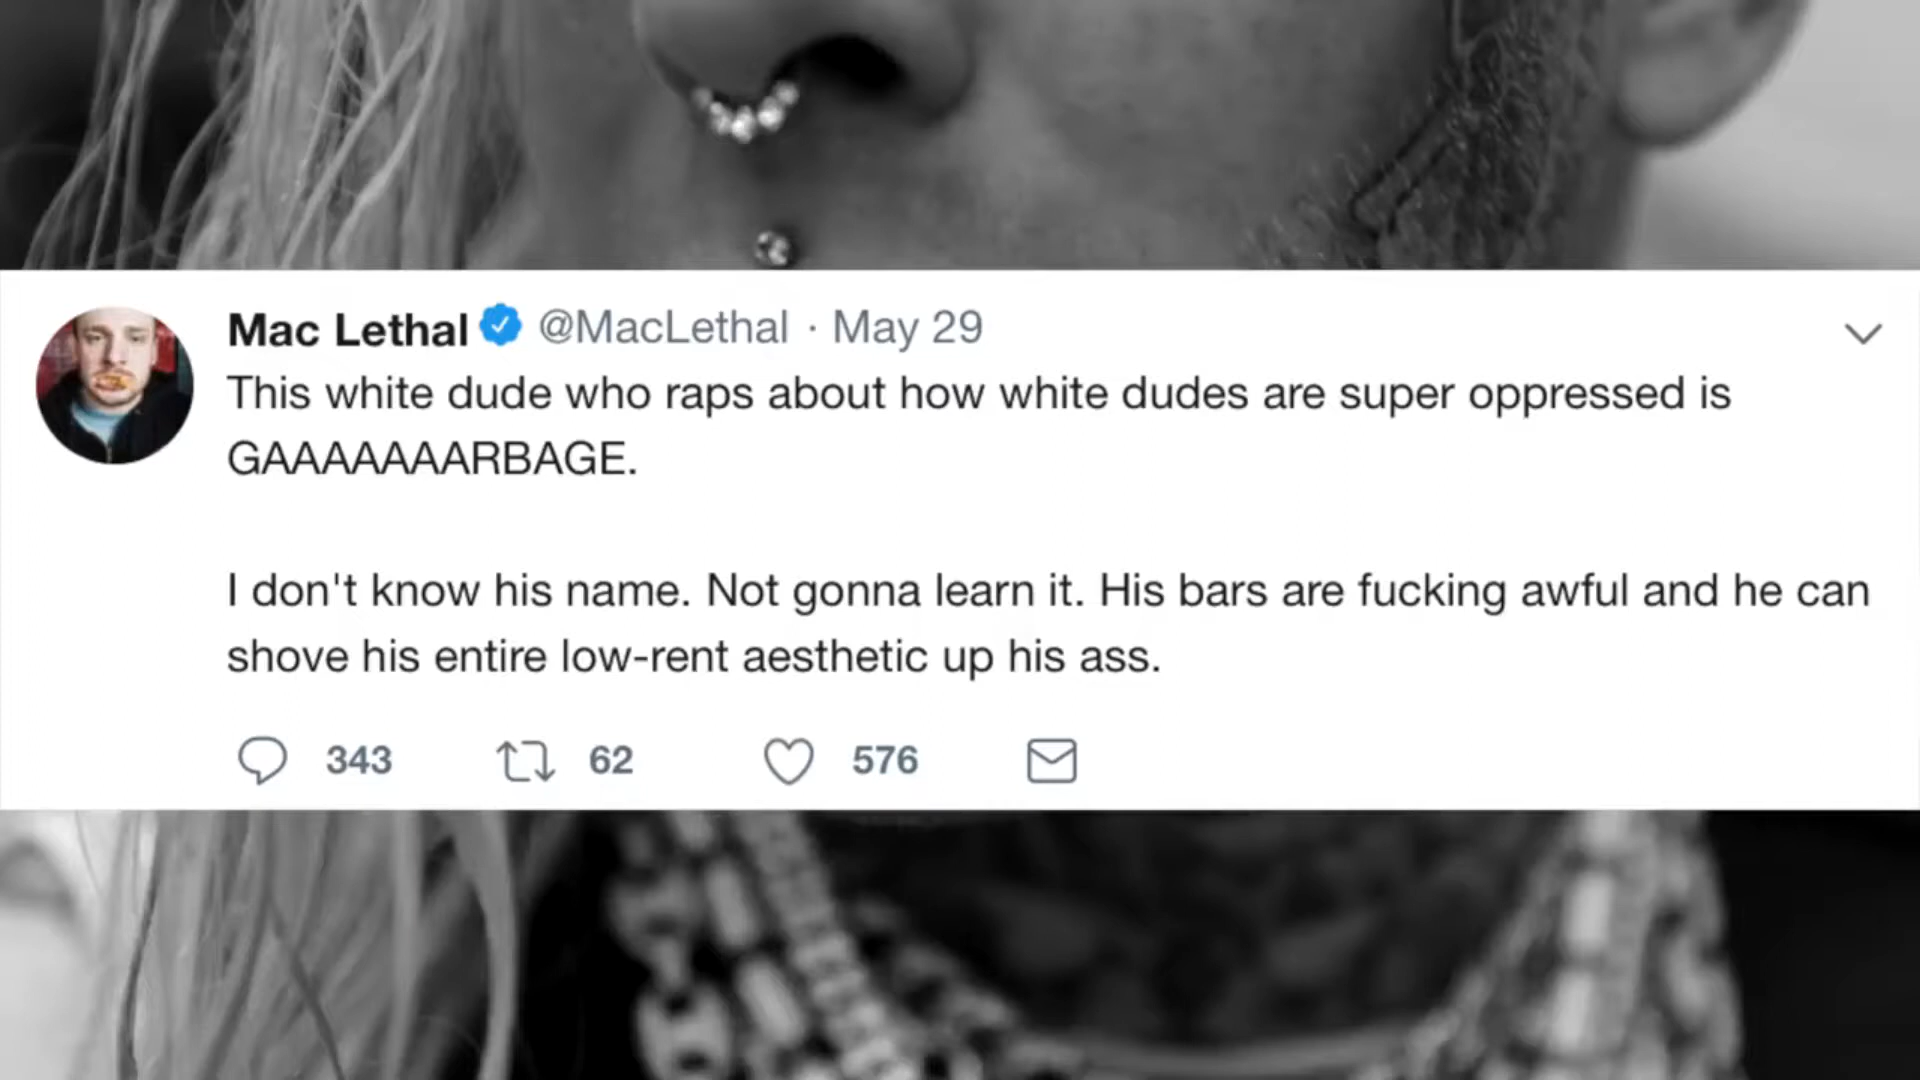 Mac Lethal @MacLethal · May 29
This white dude who raps about how white dudes are super oppressed is
GAAAAAAARBAGE.
I don't know his name. Not gonna learn it. His bars are fucking awful and he can
shove his entire low-rent aesthetic up his ass.
343 62 576